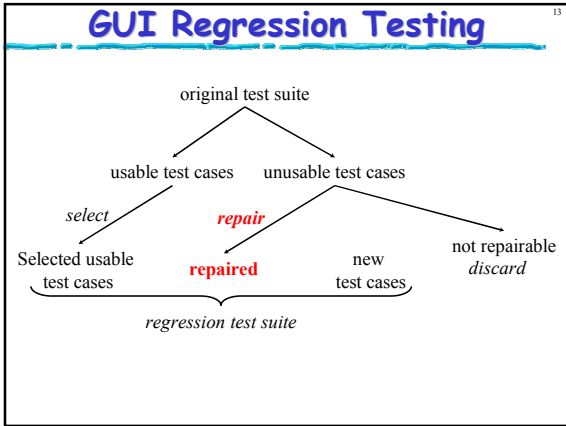 GUI Regression Testing
13
original test suite
usable test cases
unusable test cases
select
repair
Selected usable
test cases
repaired
new
test cases
not repairable
discard
regression test suite